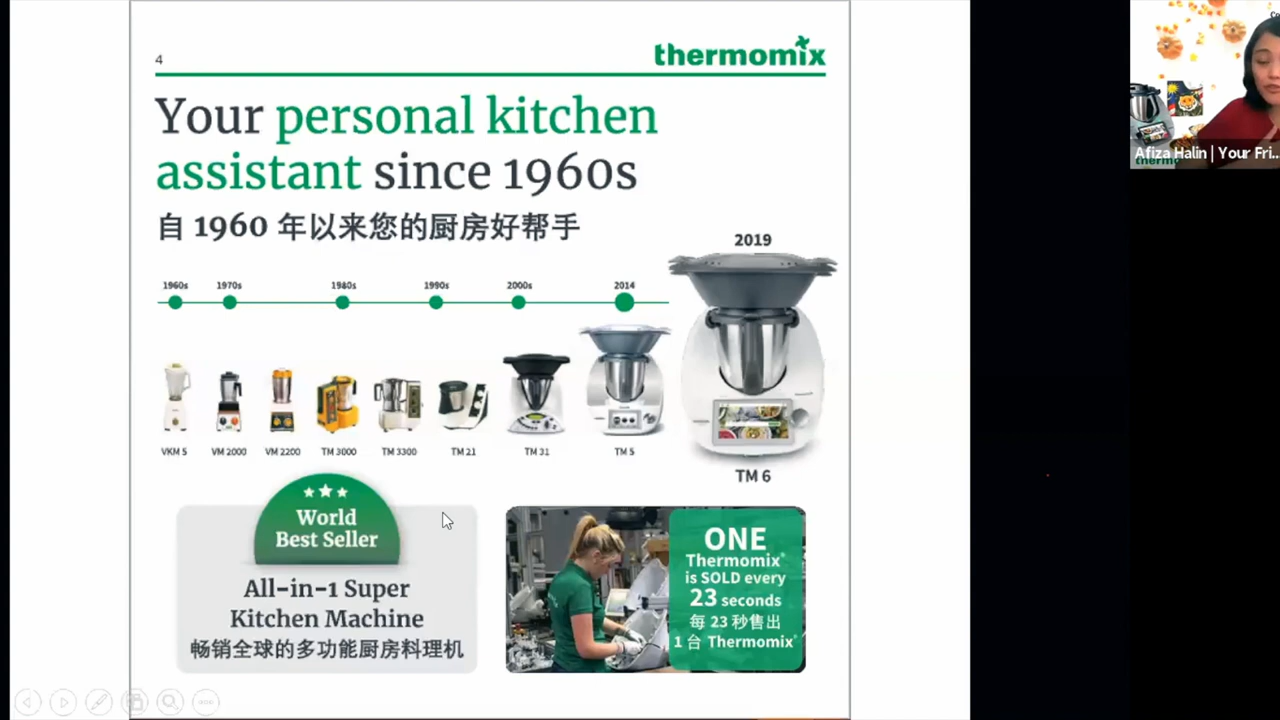 4
thermomix
Your personal kitchen
assistant since 1960s
自 1960 年以来您的厨房好帮手
2019
1960s 1970s 1980s 1990s 2000s 2014
VKM 5 VM 2000 VM 2200 TM 3000 TM 3300 TM 21 TM 31 TM 5
TM 6
World
Best Seller
All-in-1 Super
Kitchen Machine
畅销全球的多功能厨房料理机
ONE
Thermomix®
is SOLD every
23 seconds
每 23 秒售出
1 台 Thermomix®
Afiza Halin | Your Fri...
thermo